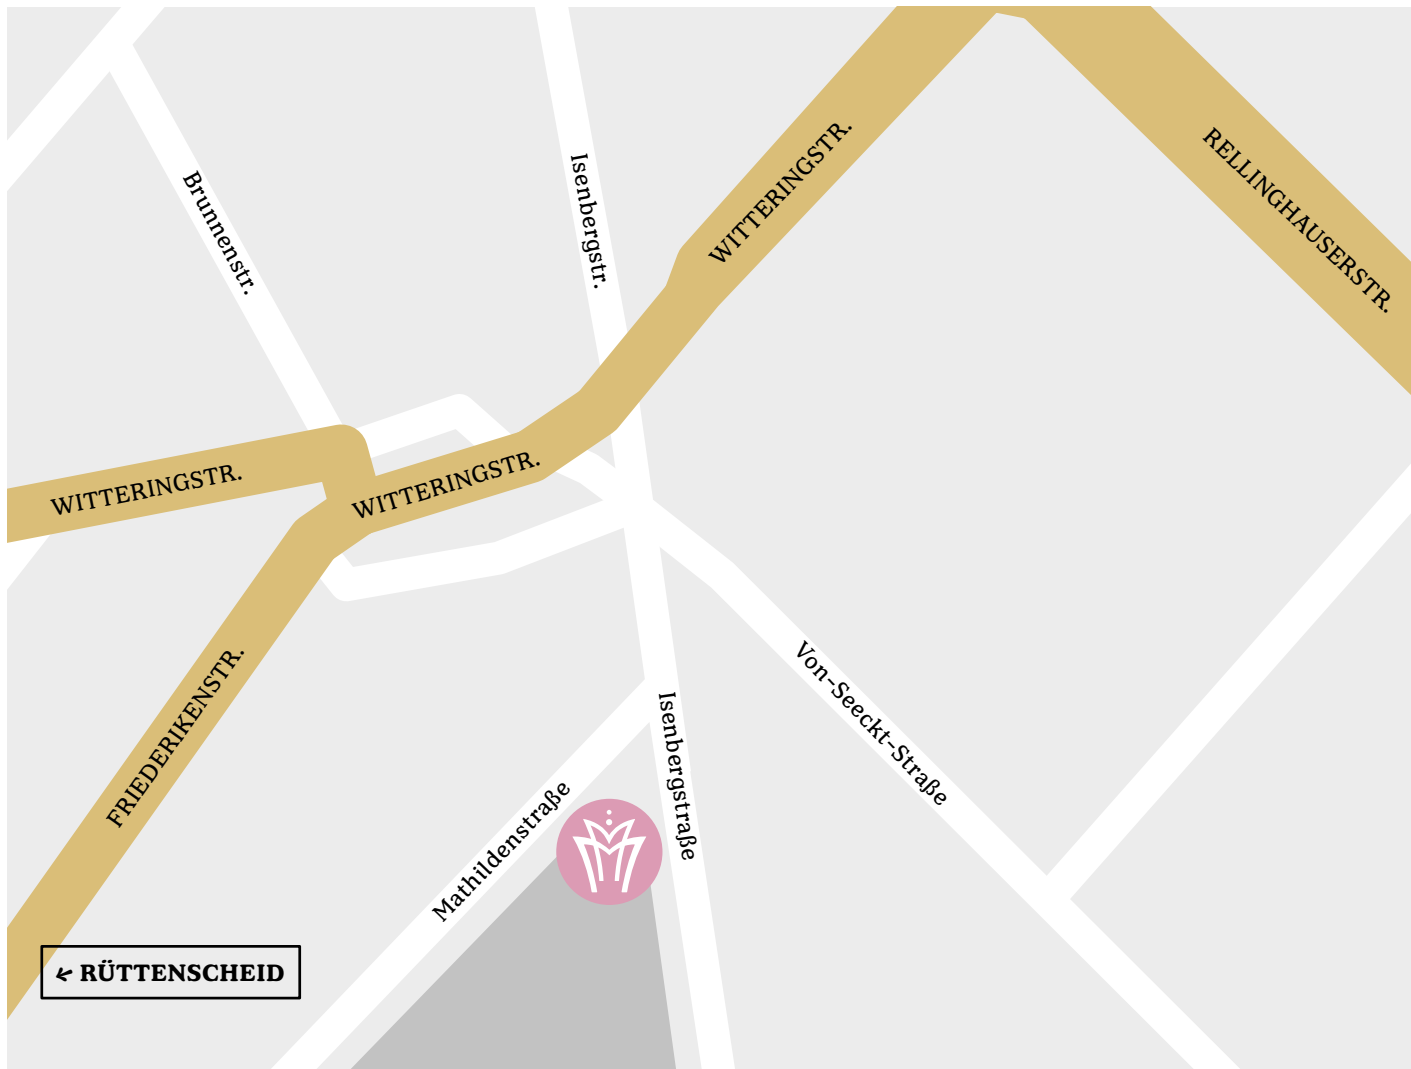 WITTERINGSTR.
RELLINGHAUSERSTR.
Isenbergstr.
Brunnenstr.
WITTERINGSTR.
WITTERINGSTR.
FRIEDERIKENSTR.
Von-Seeckt-Straße
Isenbergstraße
Mathildenstraße
← RÜTTENSCHEID